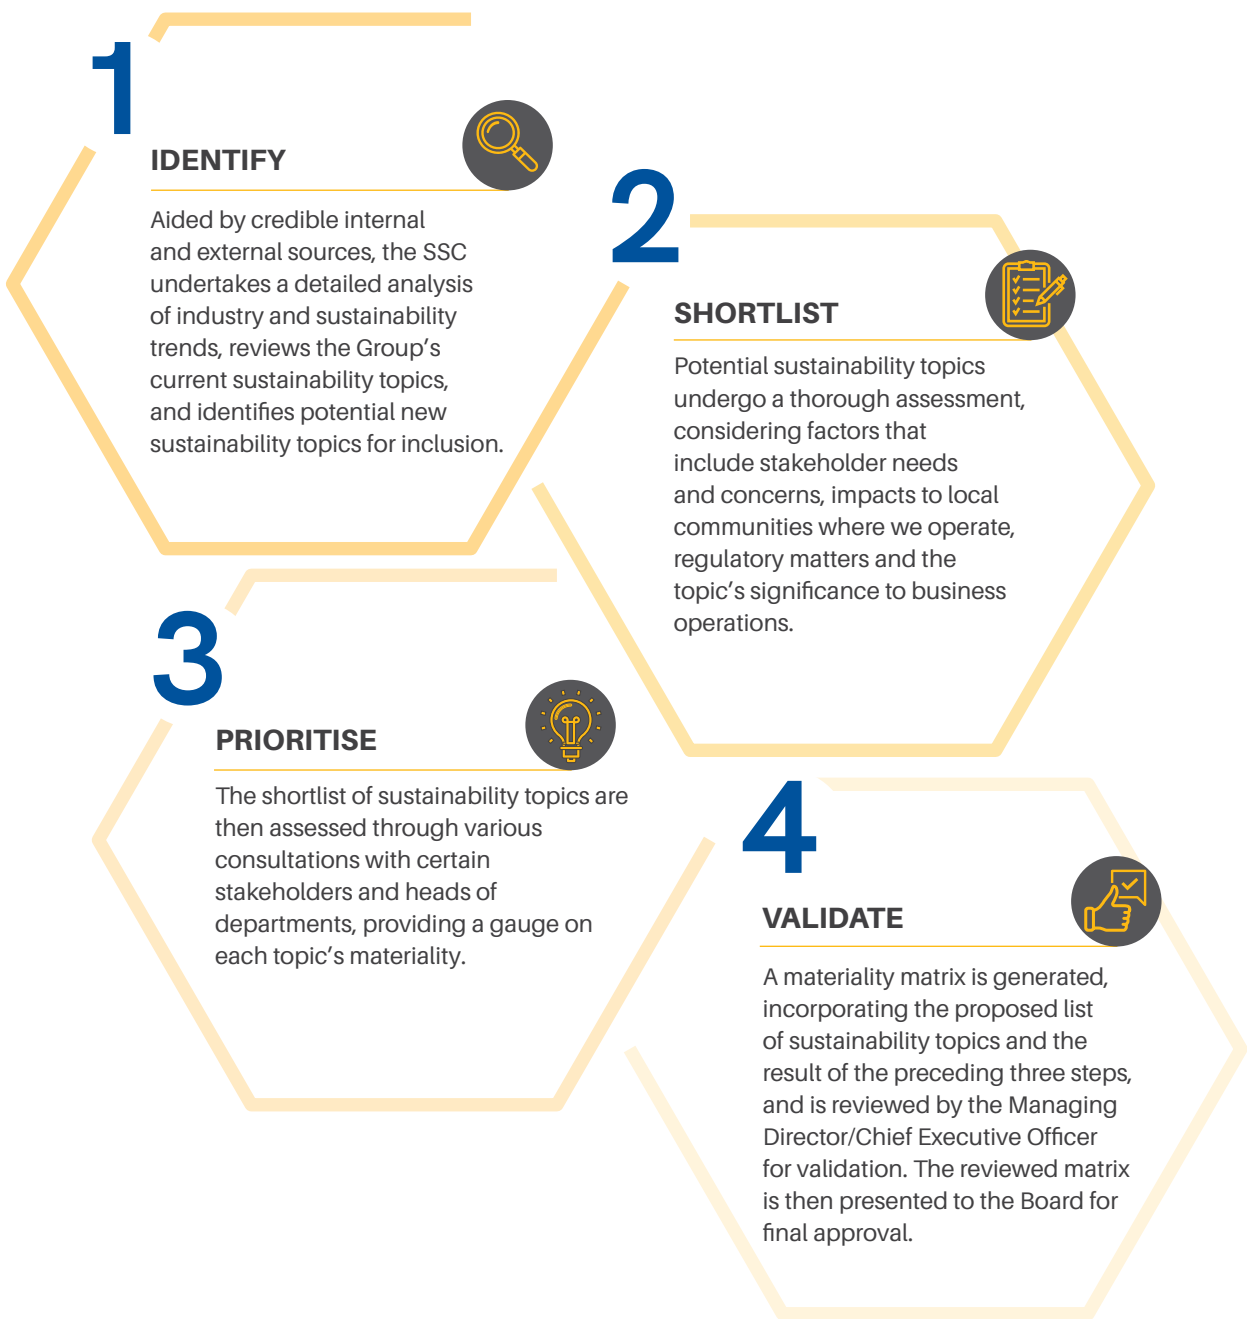 1
IDENTIFY
Aided by credible internal
and external sources, the SSC
undertakes a detailed analysis
of industry and sustainability
trends, reviews the Group's
current sustainability topics,
and identifies potential new
sustainability topics for inclusion.
2
SHORTLIST
Potential sustainability topics
undergo a thorough assessment,
considering factors that
include stakeholder needs
and concerns, impacts to local
communities where we operate,
regulatory matters and the
topic's significance to business
operations.
3
PRIORITISE
The shortlist of sustainability topics are
then assessed through various
consultations with certain
stakeholders and heads of
departments, providing a gauge on
each topic's materiality.
4
VALIDATE
A materiality matrix is generated,
incorporating the proposed list
of sustainability topics and the
result of the preceding three steps,
and is reviewed by the Managing
Director/Chief Executive Officer
for validation. The reviewed matrix
is then presented to the Board for
final approval.